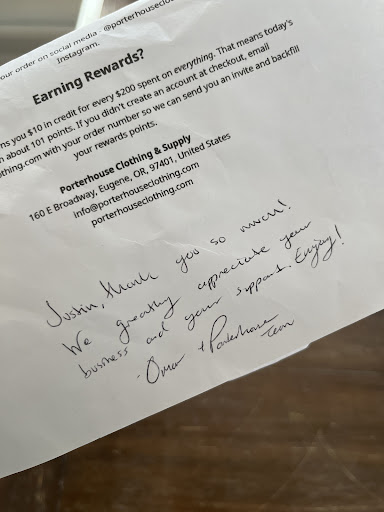 our order on social media - @porterhouseclo
Instagram.
Earning Rewards?
ns you $10 in credit for every $200 spent on everything. That means today's
about 101 points. If you didn't create an account at checkout, email
othing.com with your order number so we can send you an invite and backfill
your rewards points.
Porterhouse Clothing & Supply
160 E Broadway, Eugene, OR, 97401, United States
info@porterhouseclothing.com
porterhouseclothing.com
Justin, thank you so much!
We greatly appreciate your
business and your support. Enjoy!
- Omar + Porterhouse
Team